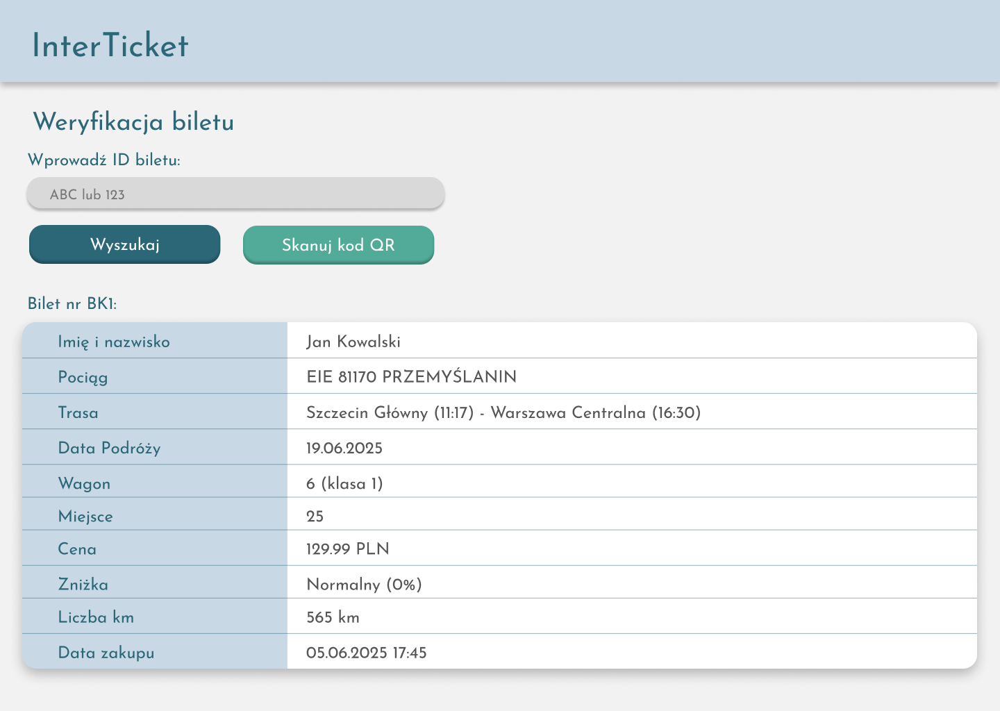 InterTicket
Weryfikacja biletu
Wprowadź ID biletu:
ABC lub 123
Wyszukaj Skanuj kod QR
Bilet nr BK1:
Imię i nazwisko Jan Kowalski
Pociąg EIE 81170 PRZEMYŚLANIN
Trasa Szczecin Główny (11:17) - Warszawa Centralna (16:30)
Data Podróży 19.06.2025
Wagon 6 (klasa 1)
Miejsce 25
Cena 129.99 PLN
Zniżka Normalny (0%)
Liczba km 565 km
Data zakupu 05.06.2025 17:45